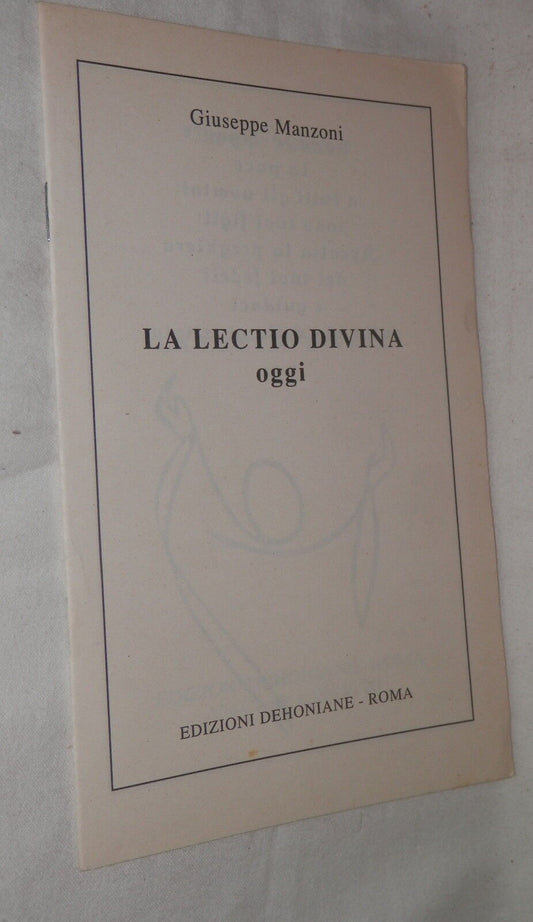 Giuseppe Manzoni
LA LECTIO DIVINA
oggi
EDIZIONI DEHONIANE - ROMA